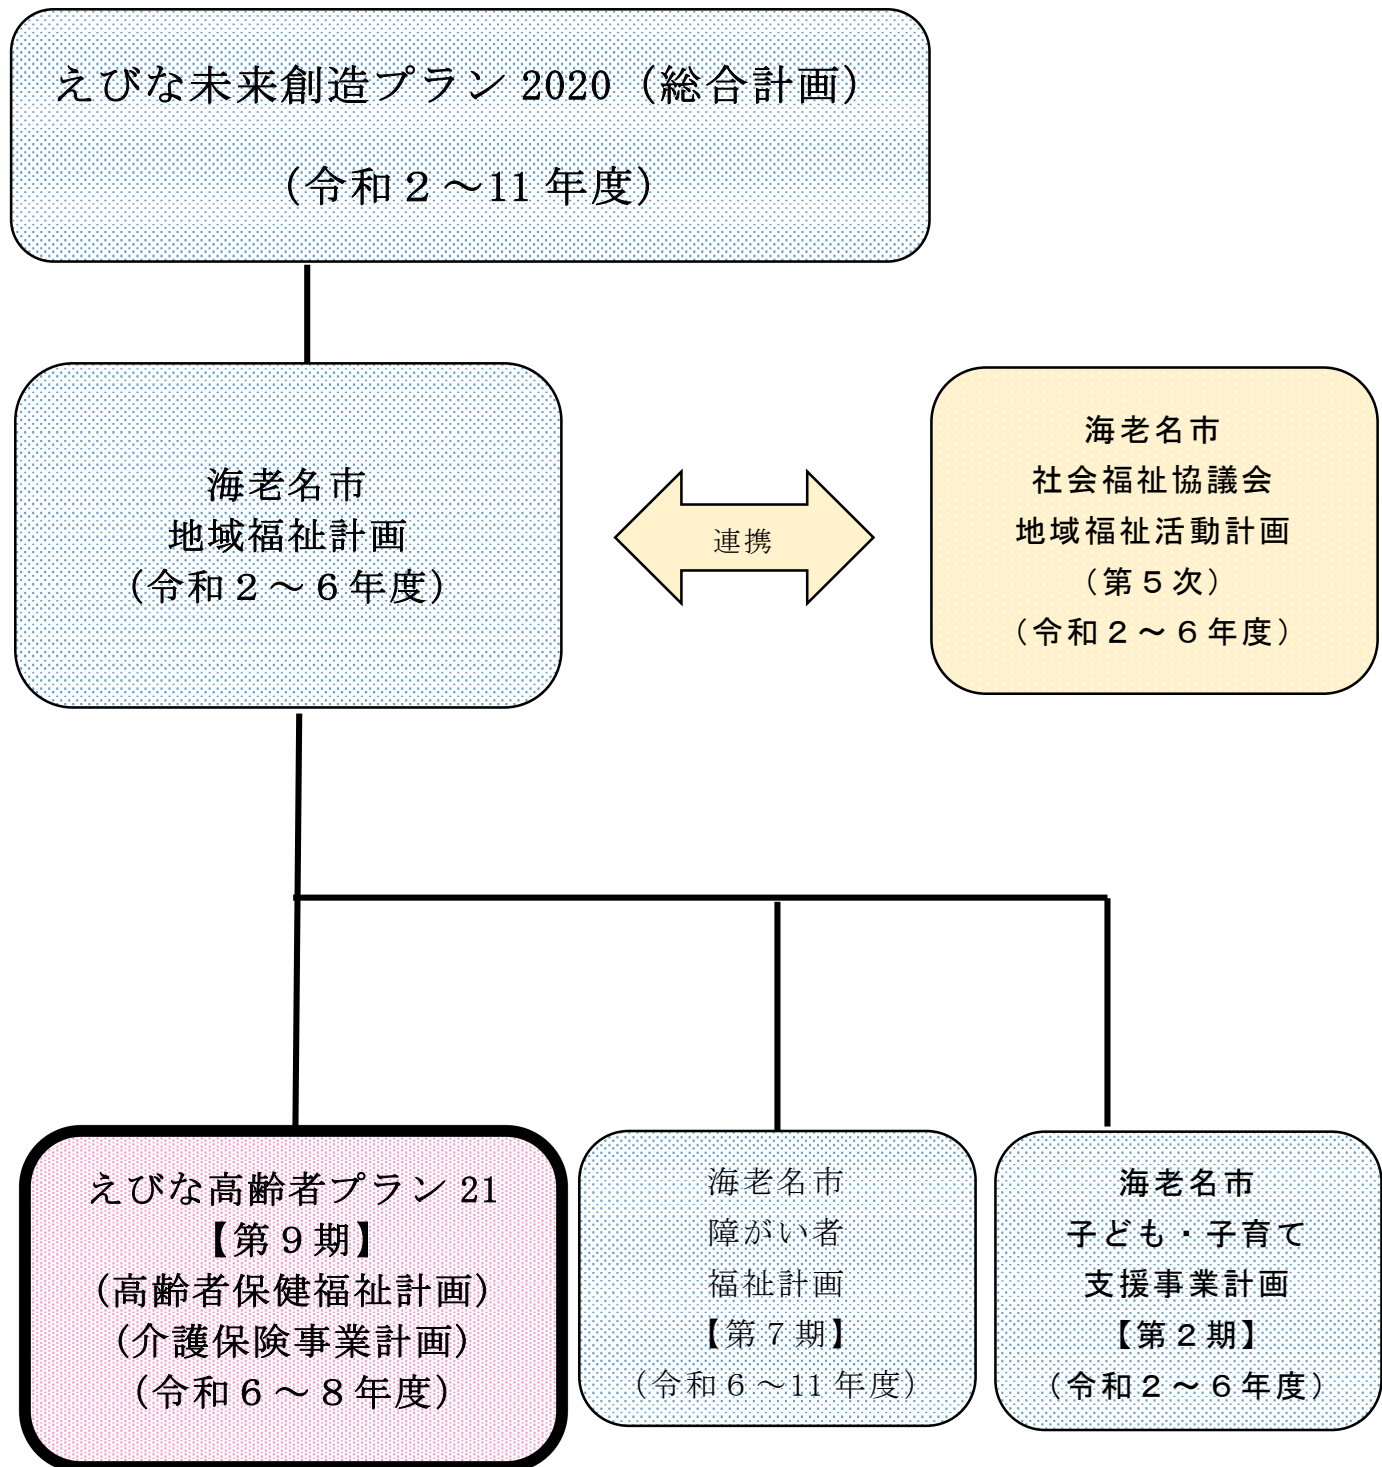 えびな未来創造プラン 2020（総合計画）
（令和２～11 年度）
海老名市
地域福祉計画
（令和２～６年度）
連携
海老名市
社会福祉協議会
地域福祉活動計画
（第５次）
（令和２～６年度）
えびな高齢者プラン 21
【第９期】
（高齢者保健福祉計画）
（介護保険事業計画）
（令和６～８年度）
海老名市
障がい者
福祉計画
【第７期】
（令和６～11 年度）
海老名市
子ども・子育て
支援事業計画
【第２期】
（令和２～６年度）